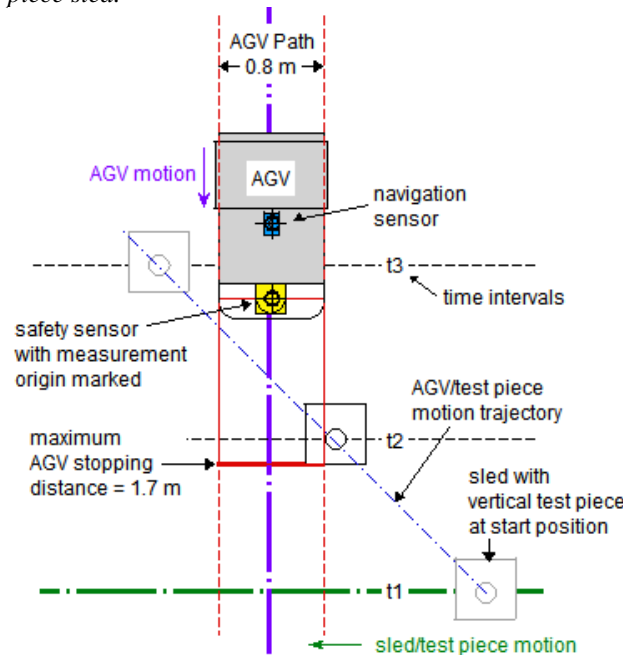 piece sled.
AGV Path
0.8 m
AGV motion
AGV
navigation
sensor
t3
time intervals
safety sensor
with measurement
origin marked
AGV/test piece
motion trajectory
maximum
AGV stopping
distance = 1.7 m
t2
sled with
vertical test piece
at start position
t1
sled/test piece motion